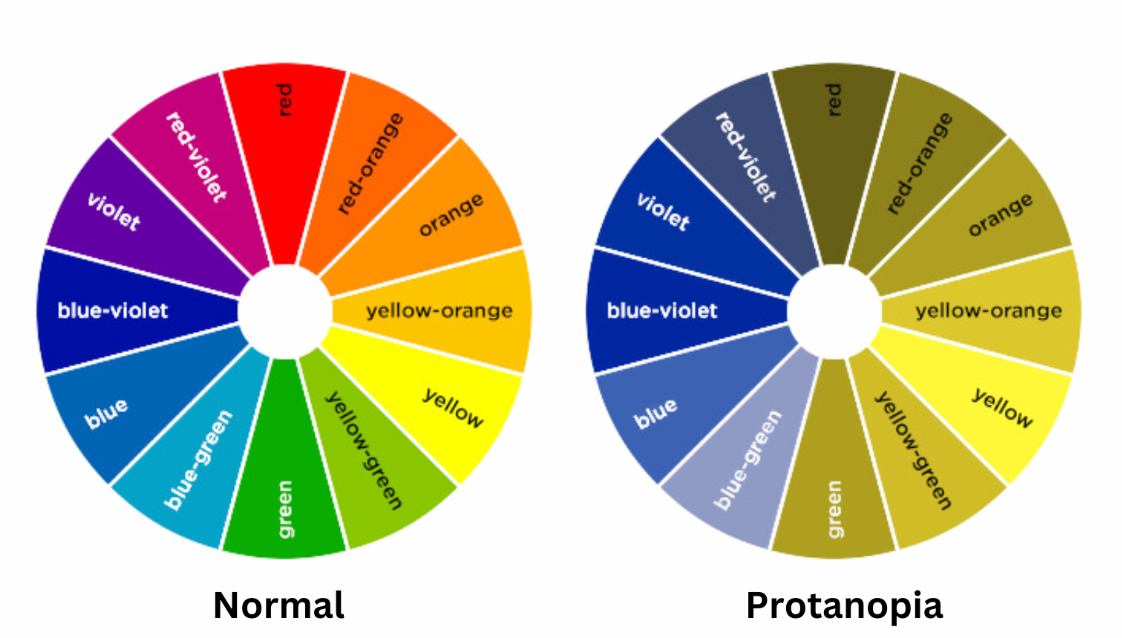 red
red-orange
orange
yellow-orange
yellow
yellow-green
green
blue-green
blue
blue-violet
violet
red-violet
Normal
red
red-orange
orange
yellow-orange
yellow
yellow-green
green
blue-green
blue
blue-violet
violet
red-violet
Protanopia